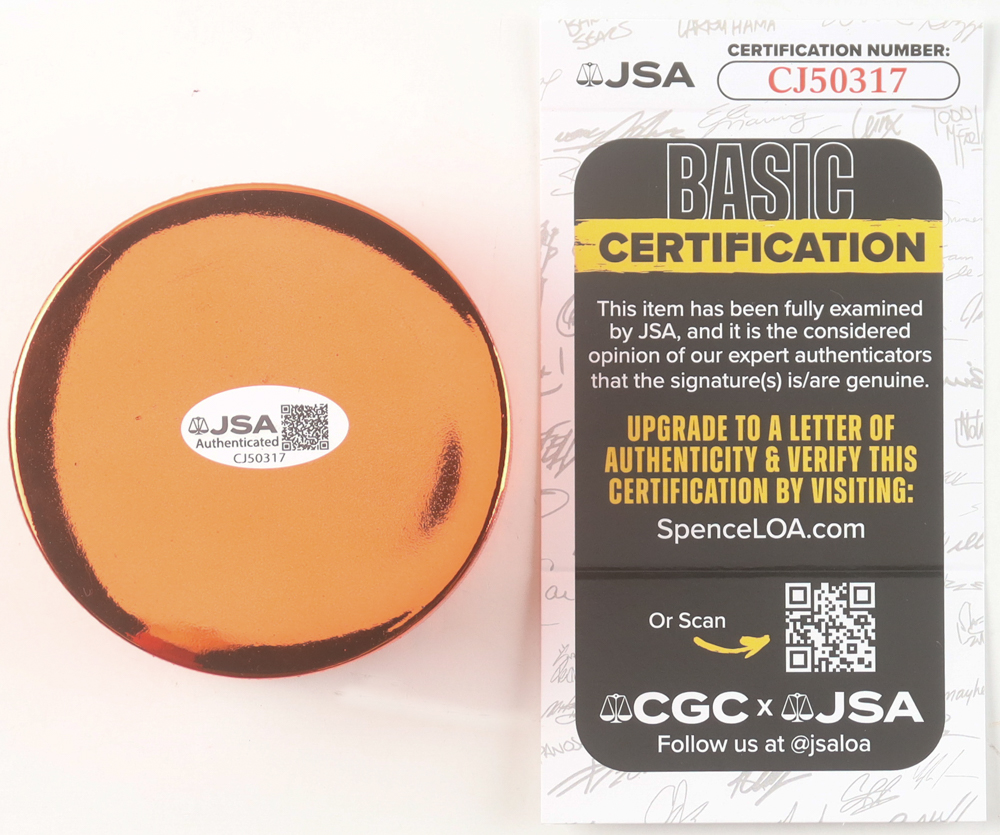 JSA
Authenticated
CJ50317
JSA
CERTIFICATION NUMBER:
CJ50317
BASIC
CERTIFICATION
This item has been fully examined
by JSA, and it is the considered
opinion of our expert authenticators
that the signature(s) is/are genuine.
UPGRADE TO A LETTER OF
AUTHENTICITY & VERIFY THIS
CERTIFICATION BY VISITING:
SpenceLOA.com
Or Scan
CGC x JSA
Follow us at @jsaloa